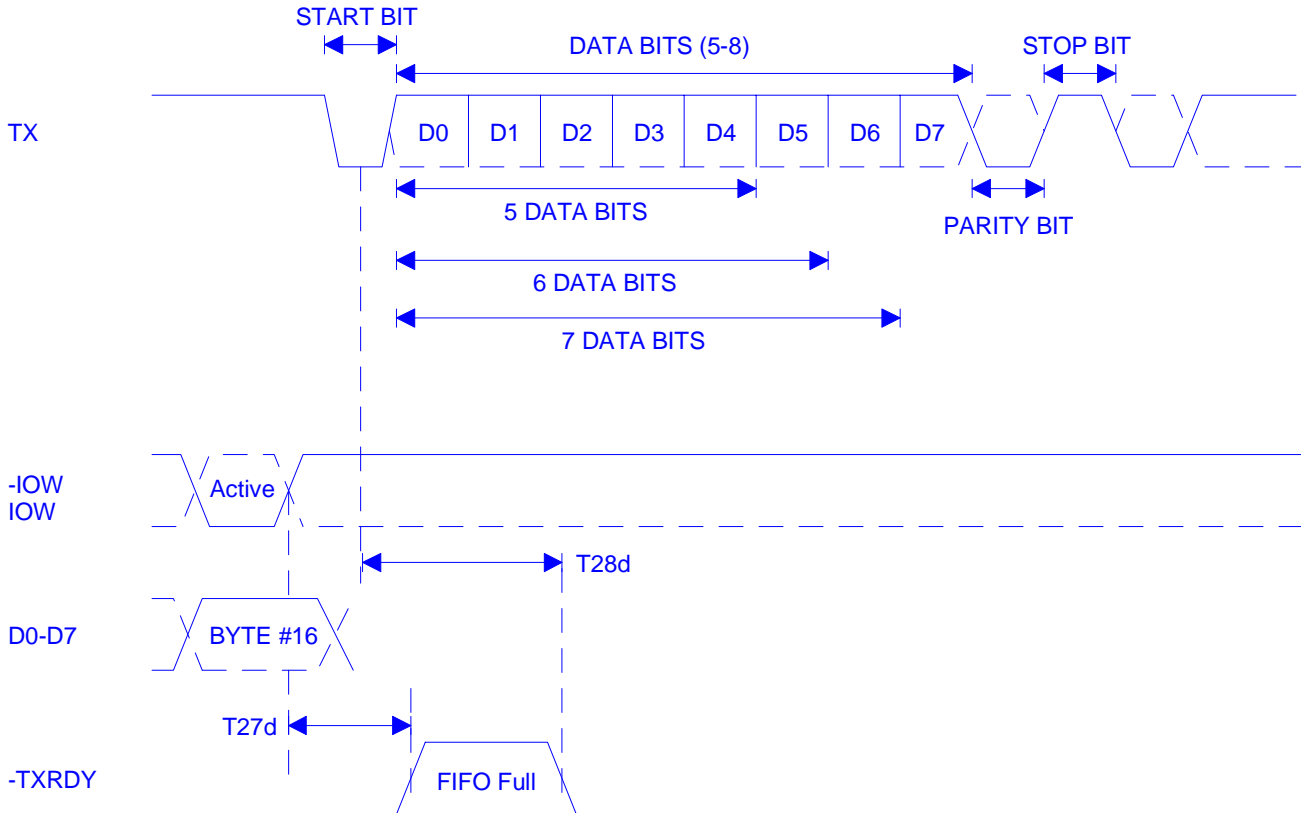 START BIT
DATA BITS (5-8)
STOP BIT
TX
D0 D1 D2 D3 D4 D5 D6 D7
5 DATA BITS
PARITY BIT
6 DATA BITS
7 DATA BITS
-IOW
IOW
Active
T28d
D0-D7
BYTE #16
T27d
-TXRDY
FIFO Full